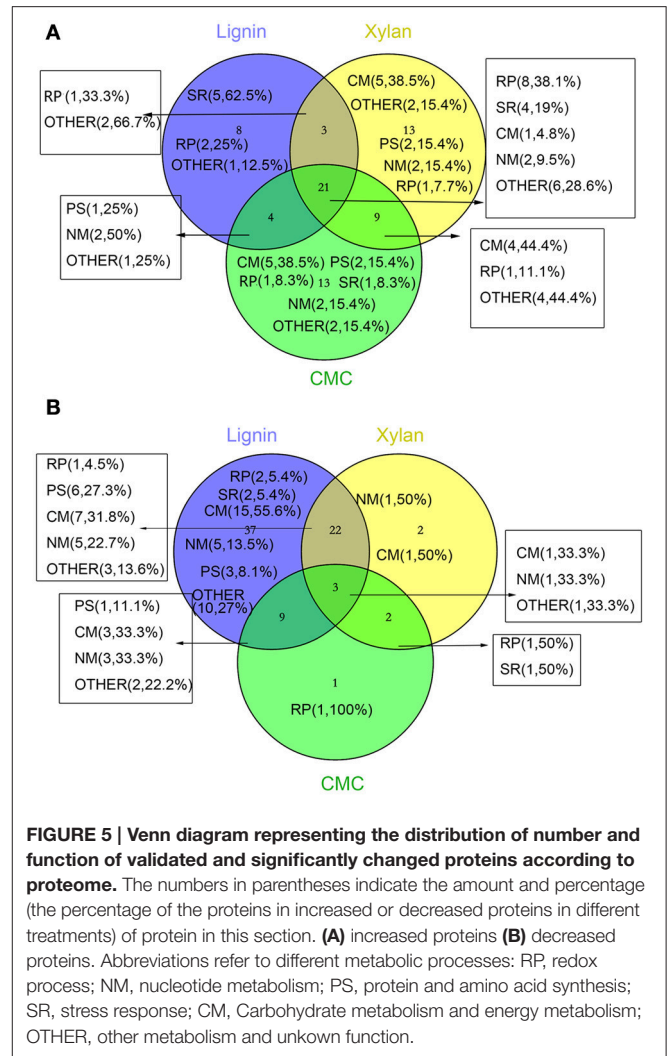 A
Lignin
Xylan
RP (1,33.3%)
OTHER(2,66.7%)
SR(5,62.5%)
8
RP(2,25%)
OTHER(1,12.5%)
3
CM(5,38.5%)
OTHER(2,15.4%)
13
PS(2,15.4%)
NM(2,15.4%)
RP(1,7.7%)
RP(8,38.1%)
SR(4,19%)
CM(1,4.8%)
NM(2,9.5%)
OTHER(6,28.6%)
21
PS(1,25%)
NM(2,50%)
OTHER(1,25%)
4
9
CM(4,44.4%)
RP(1,11.1%)
OTHER(4,44.4%)
CM(5,38.5%) PS(2,15.4%)
RP(1,8.3%) 13 SR(1,8.3%)
NM(2,15.4%)
OTHER(2,15.4%)
CMC
B
Lignin
Xylan
RP(1,4.5%)
PS(6,27.3%)
CM(7,31.8%)
NM(5,22.7%)
OTHER(3,13.6%)
RP(2,5.4%)
SR(2,5.4%)
CM(15,55.6%)
37
NM(5,13.5%)
PS(3,8.1%)
OTHER
(10,27%)
22
NM(1,50%)
2
CM(1,50%)
CM(1,33.3%)
NM(1,33.3%)
OTHER(1,33.3%)
3
PS(1,11.1%)
CM(3,33.3%)
NM(3,33.3%)
OTHER(2,22.2%)
9
2
RP(1,50%)
SR(1,50%)
1
RP(1,100%)
CMC
FIGURE 5 | Venn diagram representing the distribution of number and
function of validated and significantly changed proteins according to
proteome. The numbers in parentheses indicate the amount and percentage
(the percentage of the proteins in increased or decreased proteins in different
treatments) of protein in this section. (A) increased proteins (B) decreased
proteins. Abbreviations refer to different metabolic processes: RP, redox
process; NM, nucleotide metabolism; PS, protein and amino acid synthesis;
SR, stress response; CM, Carbohydrate metabolism and energy metabolism;
OTHER, other metabolism and unkown function.